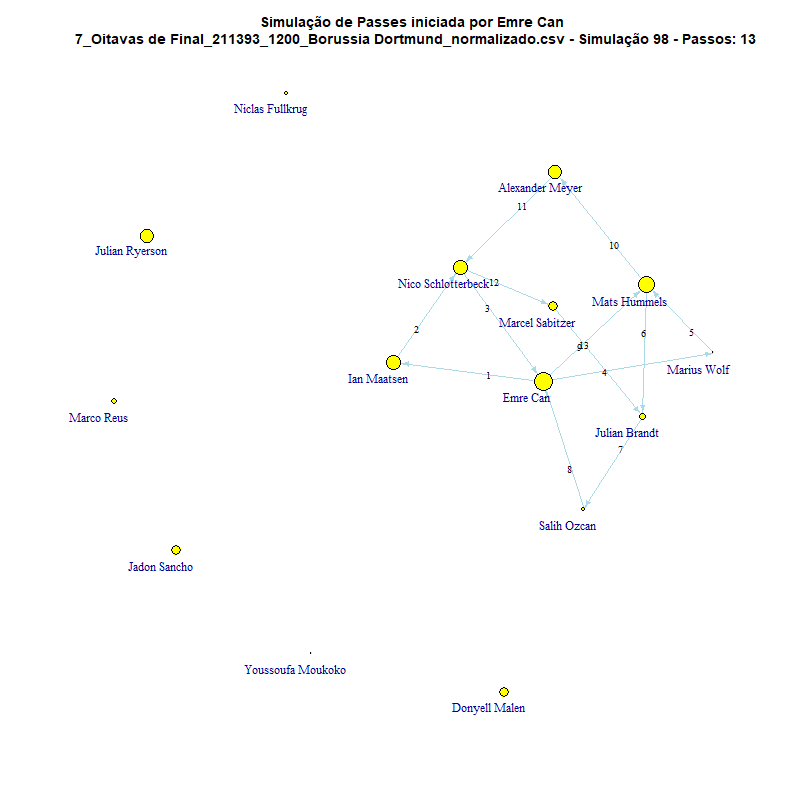 Simulação de Passes iniciada por Emre Can
7_Oitavas de Final_211393_1200_Borussia Dortmund_normalizado.csv - Simulação 98 - Passos: 13
Niclas Fullkrug
Alexander Meyer
11
Julian Ryerson
10
Nico Schlotterbeck
12
Mats Hummels
3
Marcel Sabitzer
2
6
5
9
13
Marius Wolf
Ian Maatsen
1
4
Emre Can
Marco Reus
Julian Brandt
7
8
Salih Ozcan
Jadon Sancho
Youssoufa Moukoko
Donyell Malen